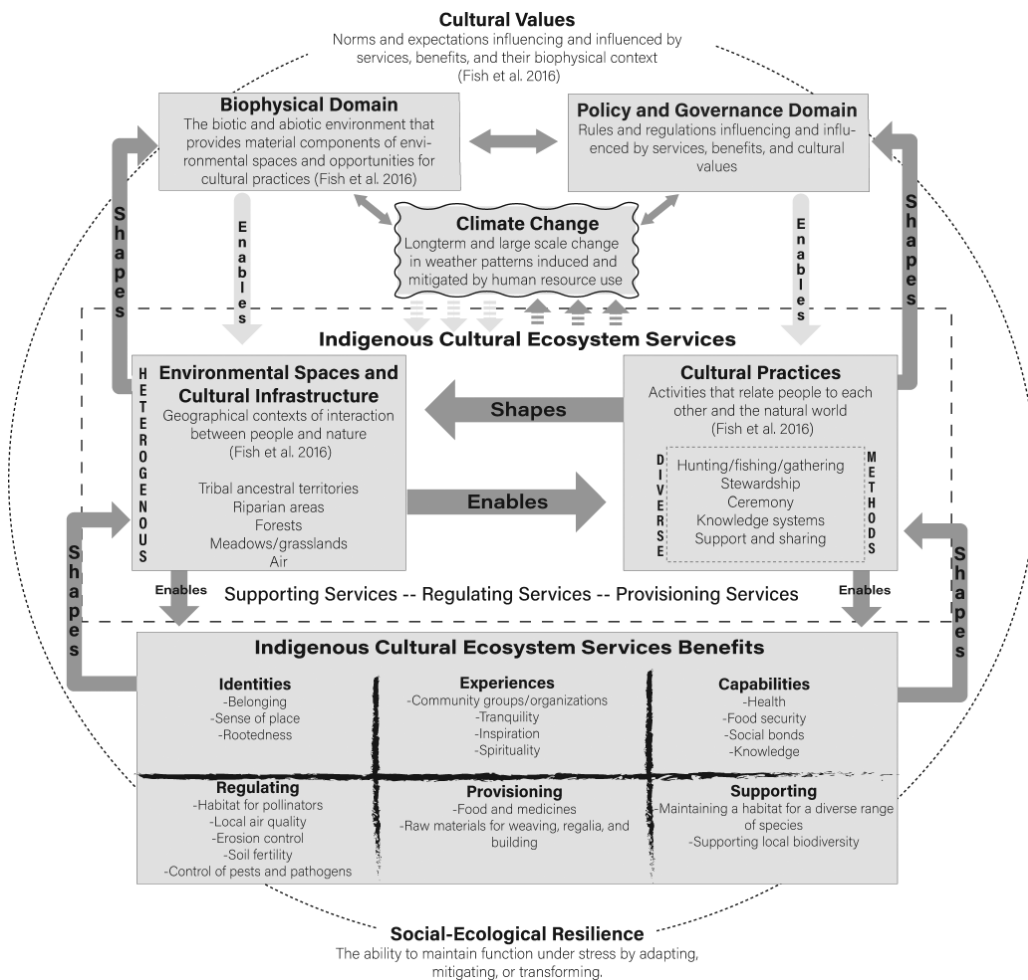 Cultural Values
Norms and expectations influencing and influenced by
services, benefits, and their biophysical context
(Fish et al. 2016)
Biophysical Domain
The biotic and abiotic environment that
provides material components of envi-
ronmental spaces and opportunities for
cultural practices (Fish et al. 2016)
Policy and Governance Domain
Rules and regulations influencing and influ-
enced by services, benefits, and cultural
values
Shapes
Enables
Climate Change
Longterm and large scale change
in weather patterns induced and
mitigated by human resource use
Enables
Shapes
Indigenous Cultural Ecosystem Services
HETEROGENOUS
Environmental Spaces and
Cultural Infrastructure
Geographical contexts of interaction
between people and nature
(Fish et al. 2016)
Tribal ancestral territories
Riparian areas
Forests
Meadows/grasslands
Air
Shapes
Enables
Cultural Practices
Activities that relate people to each
other and the natural world
(Fish et al. 2016)
DIVERSE
Hunting/fishing/gathering
Stewardship
Ceremony
Knowledge systems
Support and sharing
METHODS
Shapes
Enables
Supporting Services -- Regulating Services -- Provisioning Services
Enables
Shapes
Indigenous Cultural Ecosystem Services Benefits
Identities
-Belonging
-Sense of place
-Rootedness
Experiences
-Community groups/organizations
-Tranquility
-Inspiration
-Spirituality
Capabilities
-Health
-Food security
-Social bonds
-Knowledge
Regulating
-Habitat for pollinators
-Local air quality
-Erosion control
-Soil fertility
-Control of pests and pathogens
Provisioning
-Food and medicines
-Raw materials for weaving, regalia, and
building
Supporting
-Maintaining a habitat for a diverse range
of species
-Supporting local biodiversity
Social-Ecological Resilience
The ability to maintain function under stress by adapting,
mitigating, or transforming.